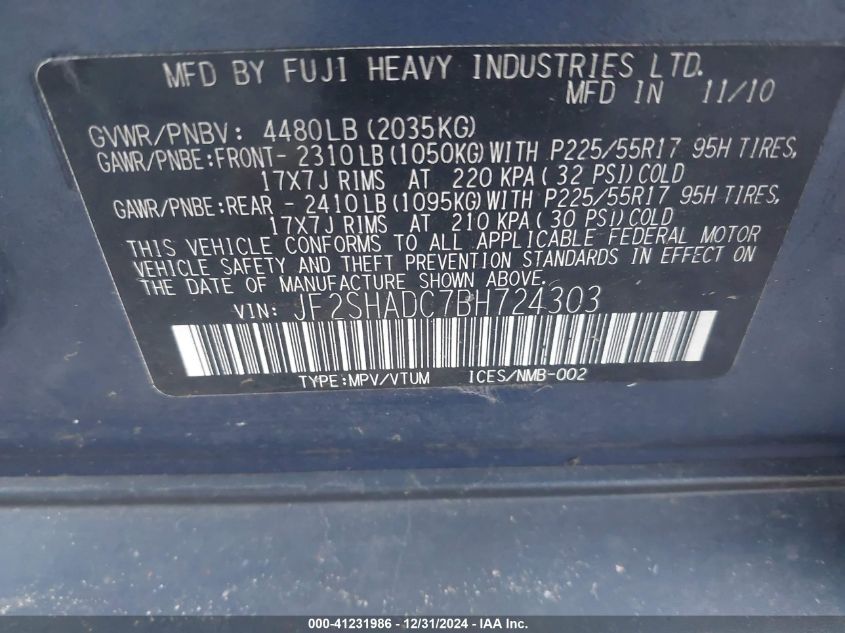 MFD BY FUJI HEAVY INDUSTRIES LTD.
MFD IN 11/10
GVWR/PNBV: 4480LB(2035KG)
GAWR/PNBE:FRONT- 2310LB(1050KG)WITH P225/55R17 95H TIRES,
17X7J RIMS AT 220 KPA( 32 PSI)COLD
GAWR/PNBE:REAR - 2410LB(1095KG)WITH P225/55R17 95H TIRES,
17X7J RIMS AT 210 KPA( 30 PSI)COLD
THIS VEHICLE CONFORMS TO ALL APPLICABLE FEDERAL MOTOR
VEHICLE SAFETY AND THEFT PREVENTION STANDARDS IN EFFECT ON
THE DATE OF MANUFACTURE SHOWN ABOVE.
VIN: JF2SHADC7BH724303
TYPE:MPV/VTUM ICES/NMB-002
000-41231986 - 12/31/2024 - IAA Inc.